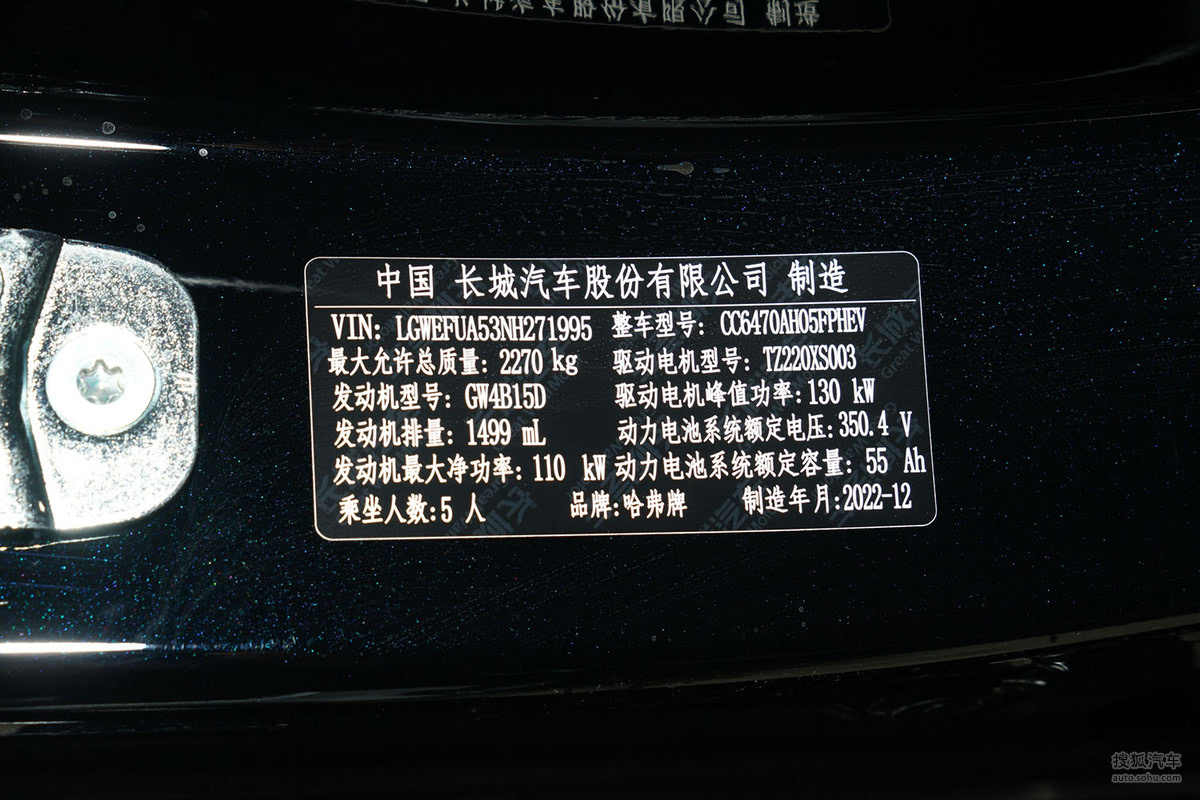 中国 长城汽车股份有限公司 制造
VIN: LGWEFUA53NH271995 整车型号: CC6470AH05FPHEV
最大允许总质量: 2270 kg 驱动电机型号: TZ220XS003
发动机型号: GW4B15D 驱动电机峰值功率: 130 kW
发动机排量: 1499 mL 动力电池系统额定电压: 350.4 V
发动机最大净功率: 110 kW 动力电池系统额定容量: 55 Ah
乘坐人数: 5 人 品牌: 哈弗牌 制造年月: 2022-12
搜狐汽车
auto.sohu.com